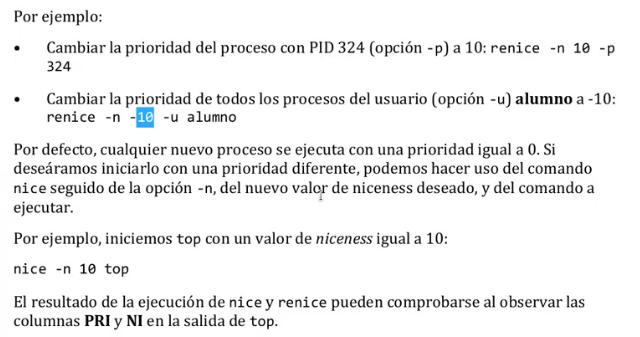 Por ejemplo:
• Cambiar la prioridad del proceso con PID 324 (opción -p) a 10: renice -n 10 -p
324
• Cambiar la prioridad de todos los procesos del usuario (opción -u) alumno a -10:
renice -n -10 -u alumno
Por defecto, cualquier nuevo proceso se ejecuta con una prioridad igual a 0. Si
deseáramos iniciarlo con una prioridad diferente, podemos hacer uso del comando
nice seguido de la opción -n, del nuevo valor de niceness deseado, y del comando a
ejecutar.
Por ejemplo, iniciemos top con un valor de niceness igual a 10:
nice -n 10 top
El resultado de la ejecución de nice y renice pueden comprobarse al observar las
columnas PRI y NI en la salida de top.